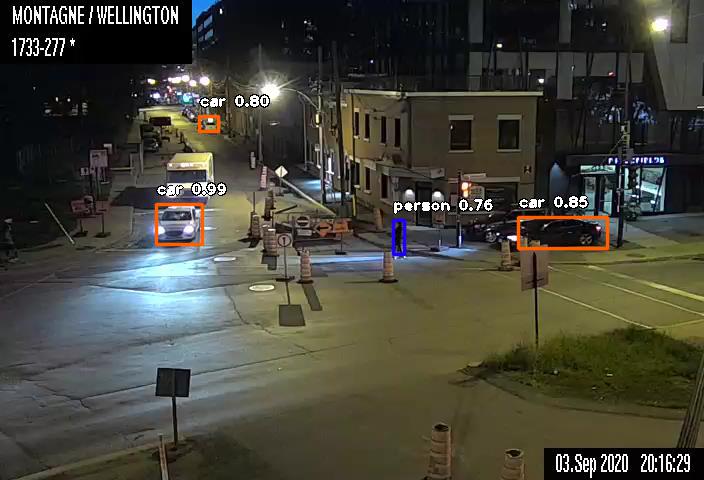 MONTAGNE / WELLINGTON
1733-277 *
car 0.80
car 0.99
person 0.76
car 0.85
03.Sep 2020 20:16:29